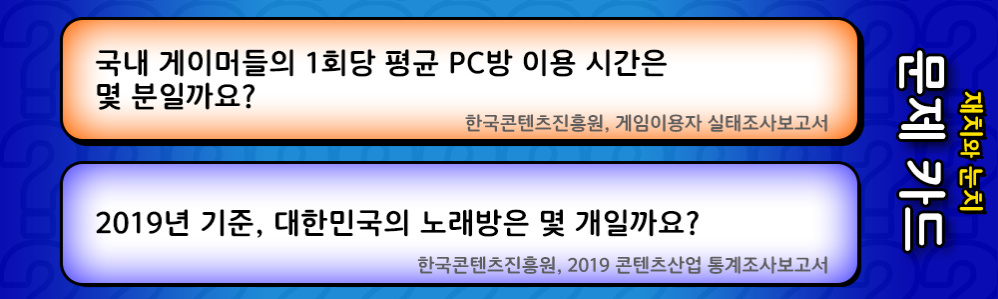 국내 게이머들의 1회당 평균 PC방 이용 시간은
몇 분일까요?
한국콘텐츠진흥원, 게임이용자 실태조사보고서
2019년 기준, 대한민국의 노래방은 몇 개일까요?
한국콘텐츠진흥원, 2019 콘텐츠산업 통계조사보고서
재치와 눈치
문제 카드